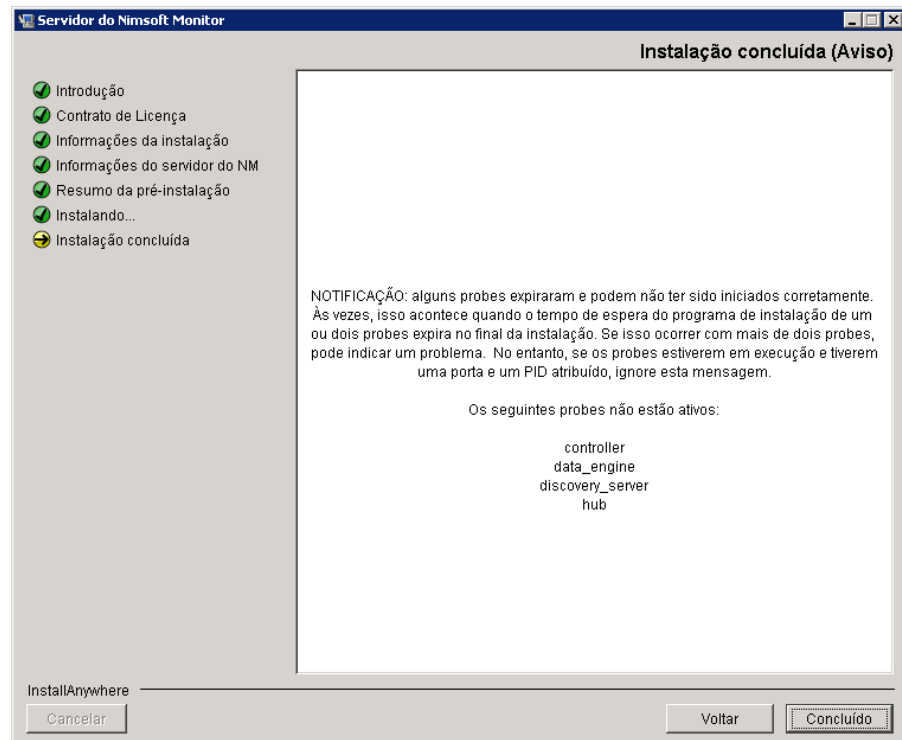 Servidor do Nimsoft Monitor
Instalação concluída (Aviso)
Introdução
Contrato de Licença
Informações da instalação
Informações do servidor do NM
Resumo da pré-instalação
Instalando...
Instalação concluída
NOTIFICAÇÃO: alguns probes expiraram e podem não ter sido iniciados corretamente.
Às vezes, isso acontece quando o tempo de espera do programa de instalação de um
ou dois probes expira no final da instalação. Se isso ocorrer com mais de dois probes,
pode indicar um problema.  No entanto, se os probes estiverem em execução e tiverem
uma porta e um PID atribuído, ignore esta mensagem.
Os seguintes probes não estão ativos:
controller
data_engine
discovery_server
hub
InstallAnywhere
Cancelar
Voltar
Concluído